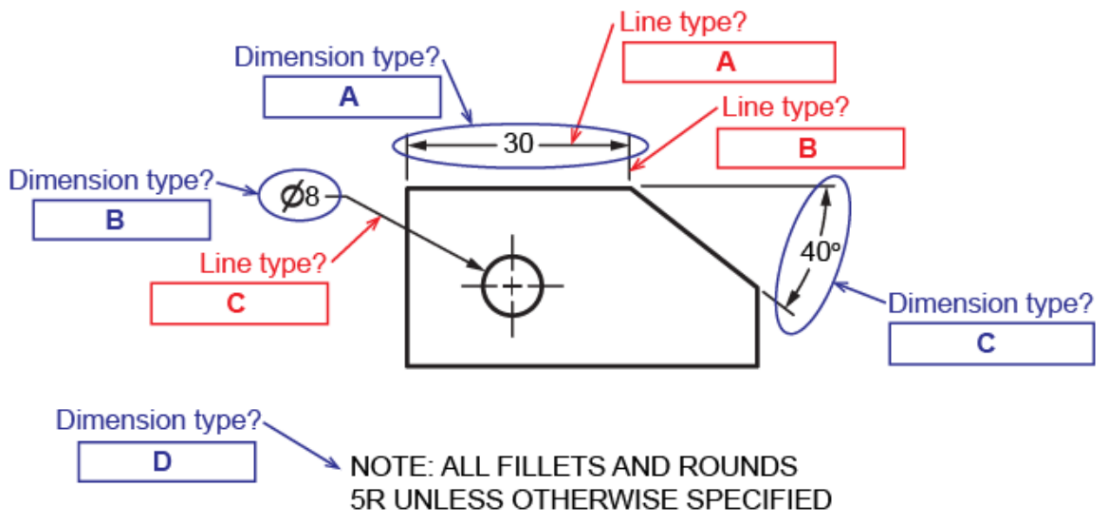 Line type?
A
Dimension type?
A
Line type?
B
30
Dimension type?
B
Ø8
Line type?
C
40°
Dimension type?
C
Dimension type?
D
NOTE: ALL FILLETS AND ROUNDS
5R UNLESS OTHERWISE SPECIFIED